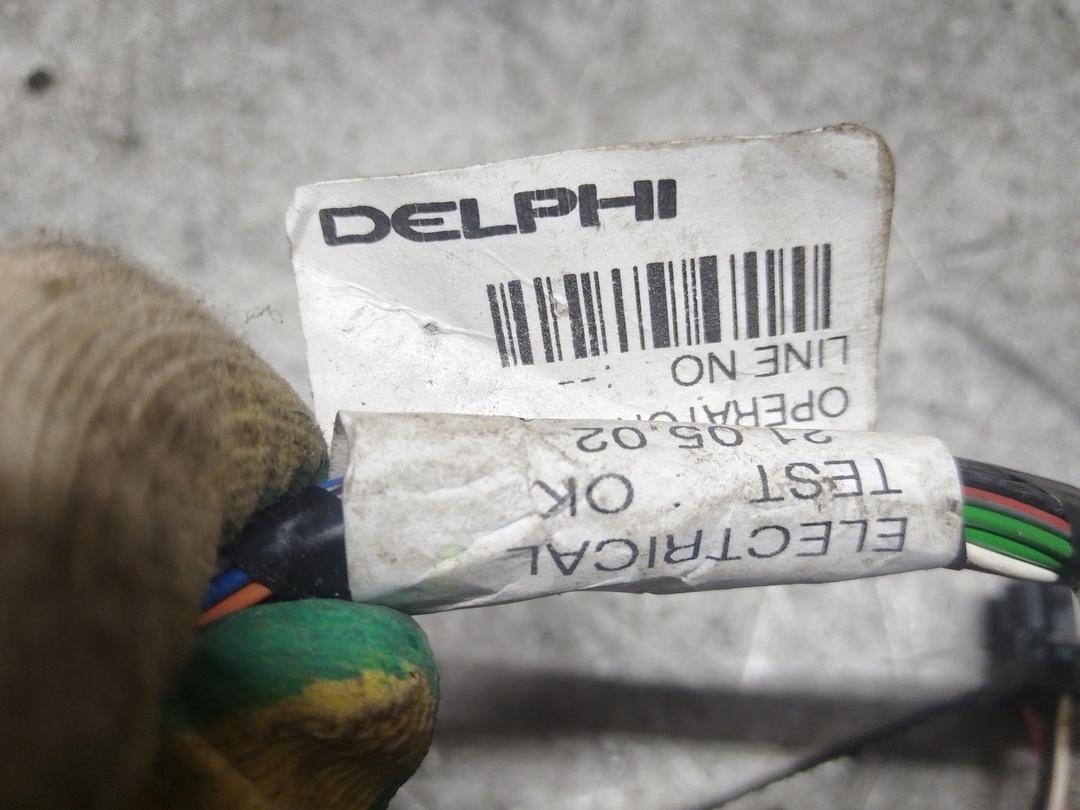 DELPHI
ELECTRICAL
TEST OK
21.05.02
OPERATOR
LINE NO